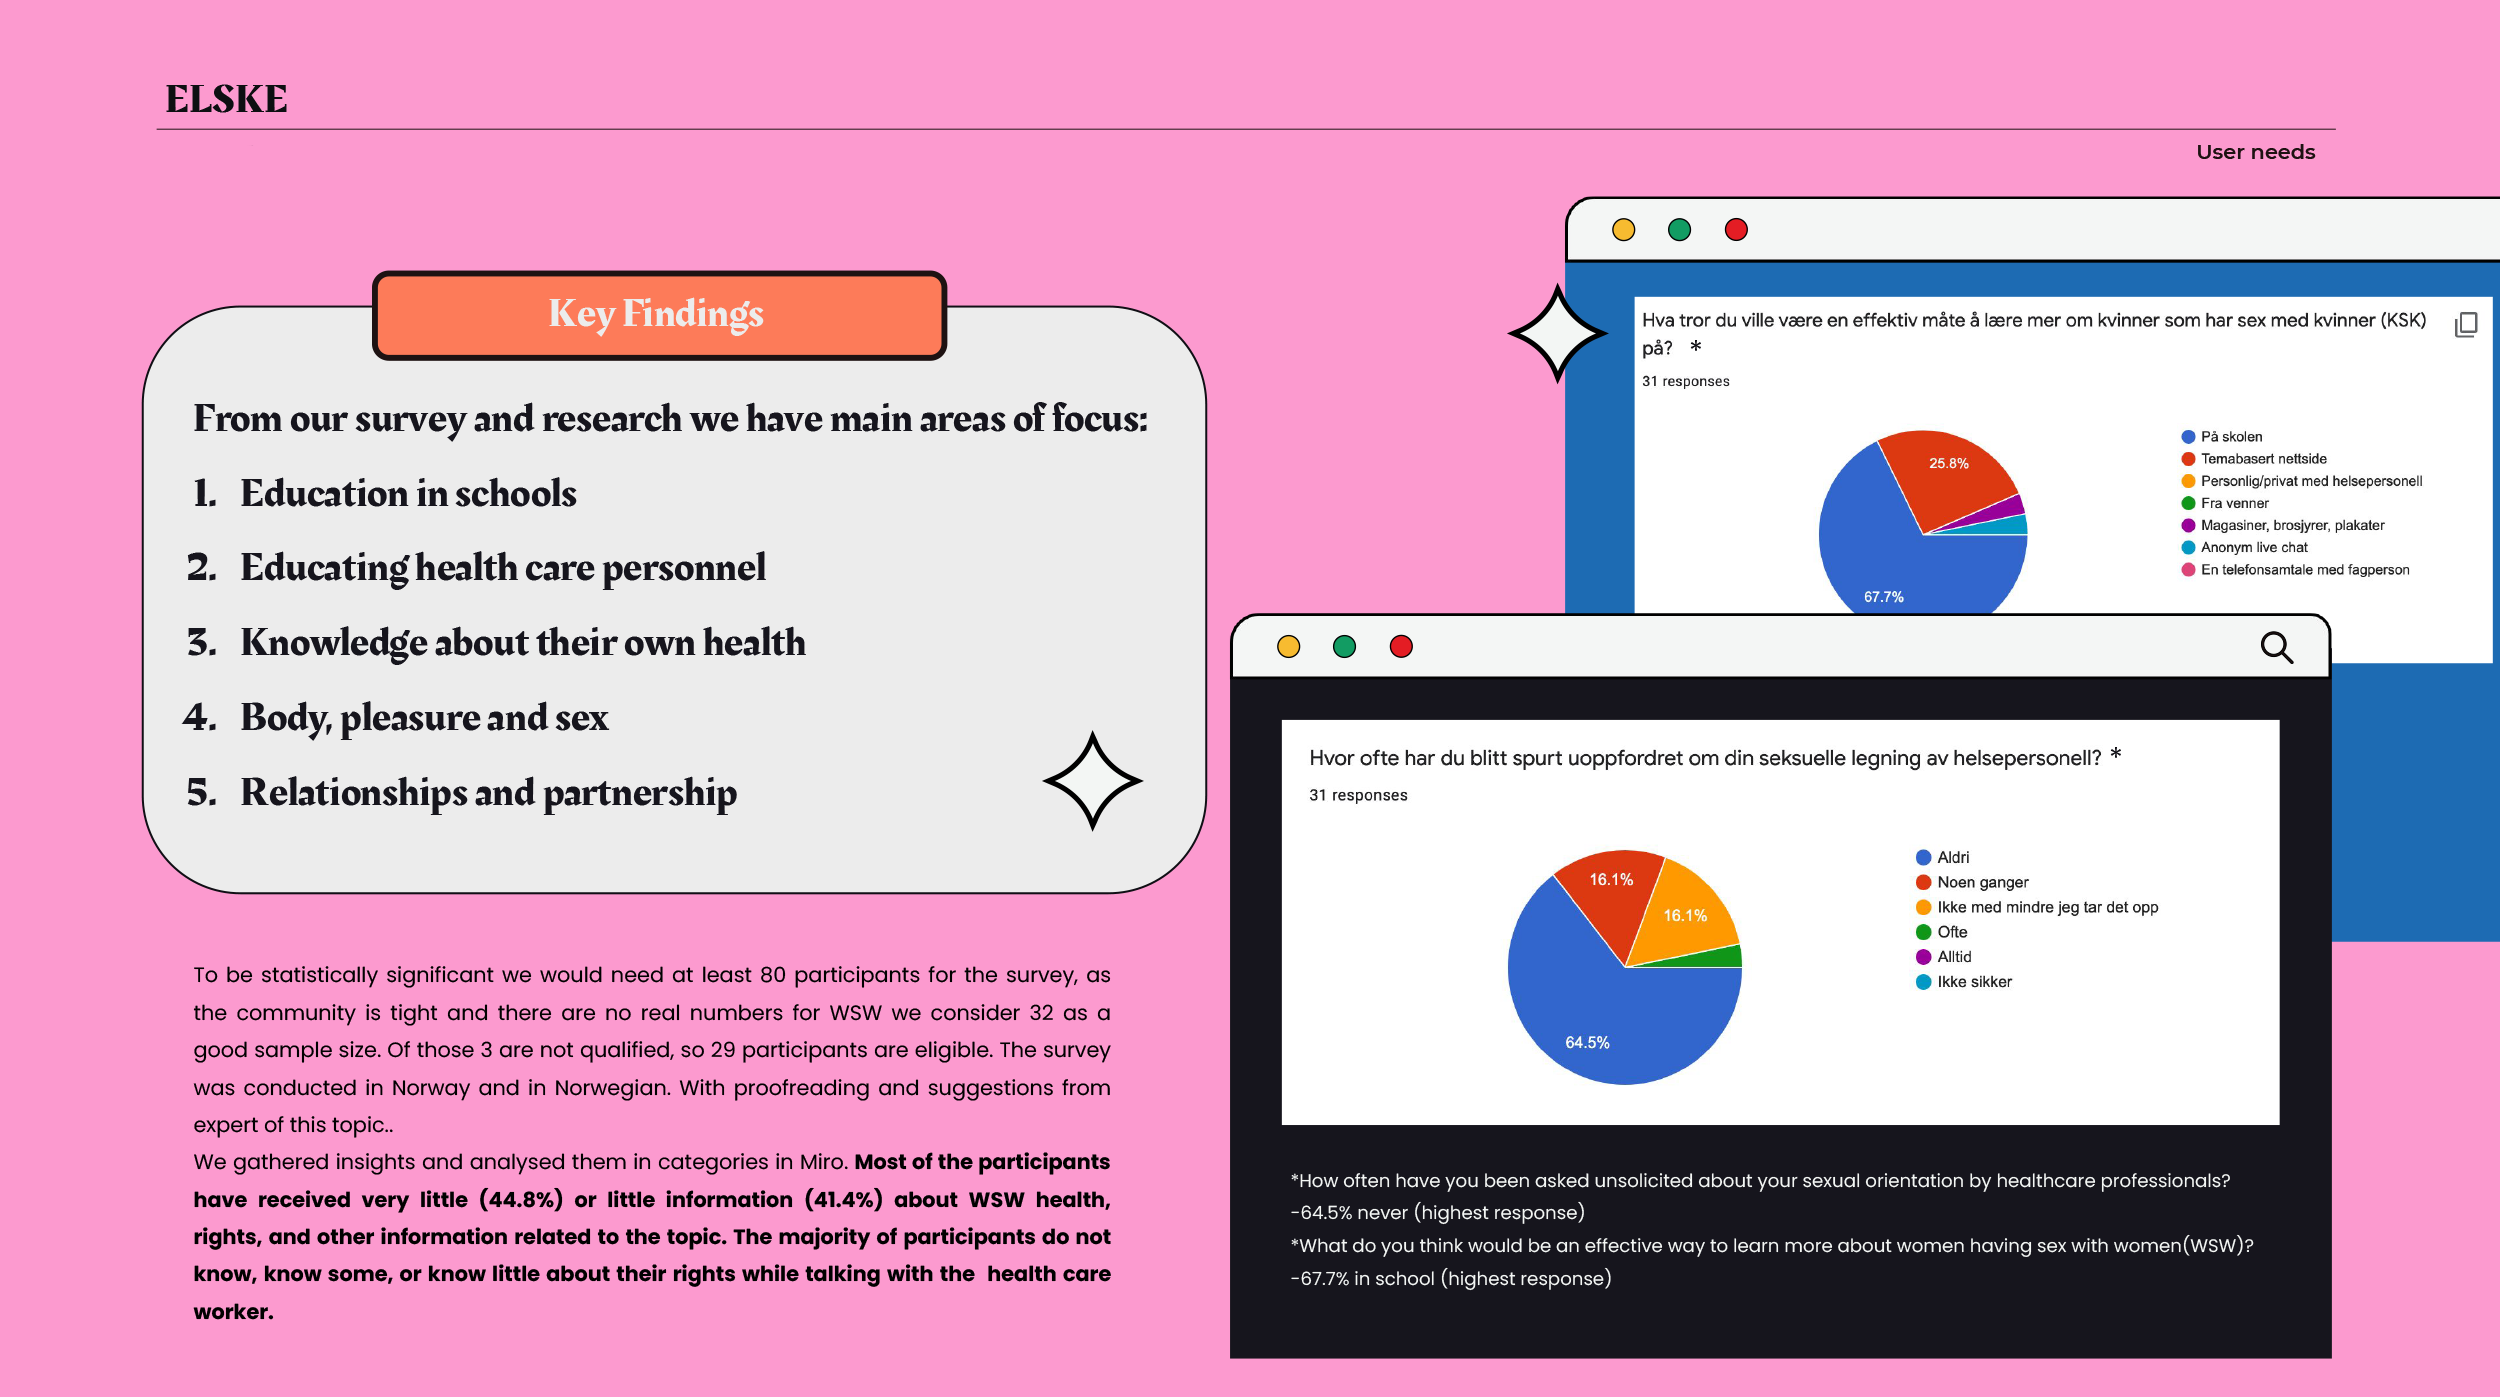 ELSKE
User needs
Key Findings
From our survey and research we have main areas of focus:
1. Education in schools
2. Educating health care personnel
3. Knowledge about their own health
4. Body, pleasure and sex
5. Relationships and partnership
To be statistically significant we would need at least 80 participants for the survey, as
the community is tight and there are no real numbers for WSW we consider 32 as a
good sample size. Of those 3 are not qualified, so 29 participants are eligible. The survey
was conducted in Norway and in Norwegian. With proofreading and suggestions from
expert of this topic..
We gathered insights and analysed them in categories in Miro. Most of the participants
have received very little (44.8%) or little information (41.4%) about WSW health,
rights, and other information related to the topic. The majority of participants do not
know, know some, or know little about their rights while talking with the health care
worker.
Hva tror du ville være en effektiv måte å lære mer om kvinner som har sex med kvinner (KSK)
på? *
31 responses
25.8%
67.7%
På skolen
Temabasert nettside
Personlig/privat med helsepersonell
Fra venner
Magasiner, brosjyrer, plakater
Anonym live chat
En telefonsamtale med fagperson
Hvor ofte har du blitt spurt uoppfordret om din seksuelle legning av helsepersonell? *
31 responses
16.1%
16.1%
64.5%
Aldri
Noen ganger
Ikke med mindre jeg tar det opp
Ofte
Alltid
Ikke sikker
*How often have you been asked unsolicited about your sexual orientation by healthcare professionals?
-64.5% never (highest response)
*What do you think would be an effective way to learn more about women having sex with women(WSW)?
-67.7% in school (highest response)